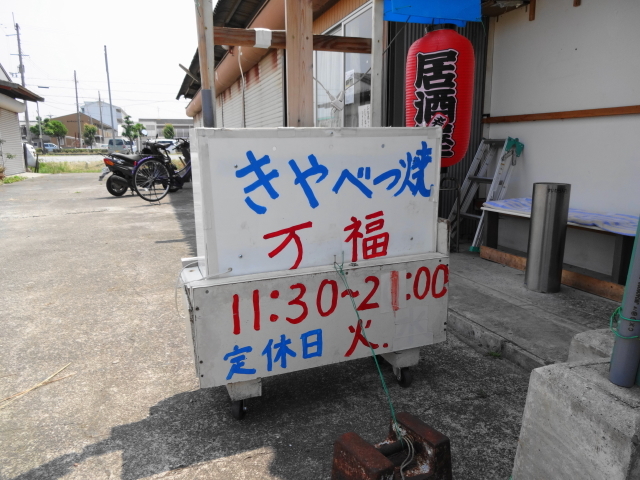 居酒屋
きやべつ焼
万福
11:30~21:00
定休日 火.